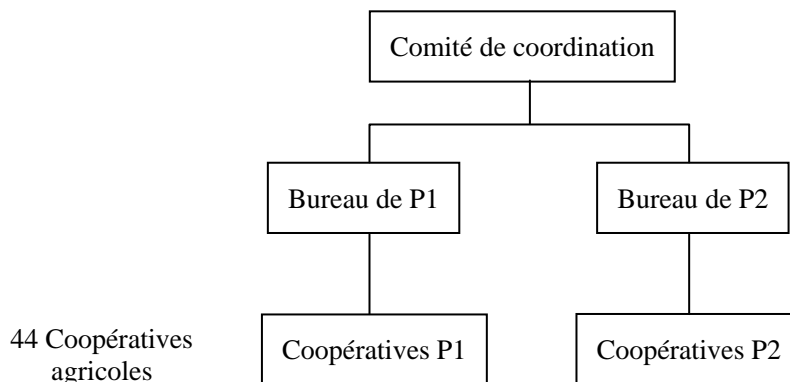 Comité de coordination
Bureau de P1
Bureau de P2
44 Coopératives
agricoles
Coopératives P1
Coopératives P2